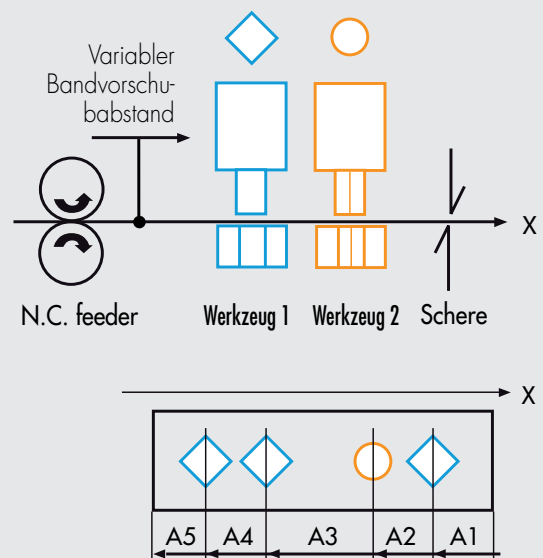 Variabler
Bandvorschu-
babstand
X
N.C. feeder
Werkzeug 1
Werkzeug 2
Schere
X
A5
A4
A3
A2
A1